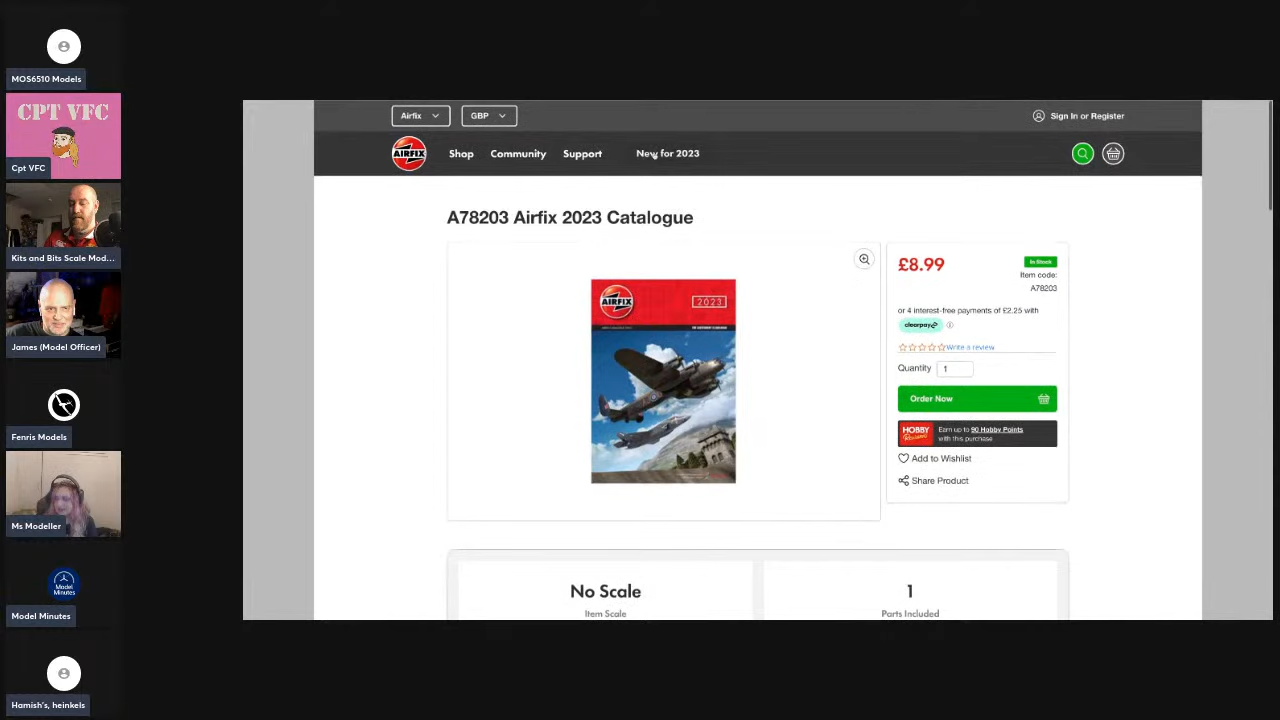 MOS6510 Models
CPT VFC
Cpt VFC
Kits and Bits Scale Mod...
James (Model Officer)
Fenris Models
Ms Modeller
Model
Minutes
Model Minutes
Hamish's, heinkels
Airfix
GBP
Sign In or Register
AIRFIX
Shop
Community
Support
New for 2023
A78203 Airfix 2023 Catalogue
AIRFIX
2023
£8.99
In Stock
Item code:
A78203
or 4 interest-free payments of £2.25 with
clearpay
Write a review
Quantity
1
Order Now
HOBBY
Rewards
Earn up to 90 Hobby Points
with this purchase
Add to Wishlist
Share Product
No Scale
Item Scale
1
Parts Included